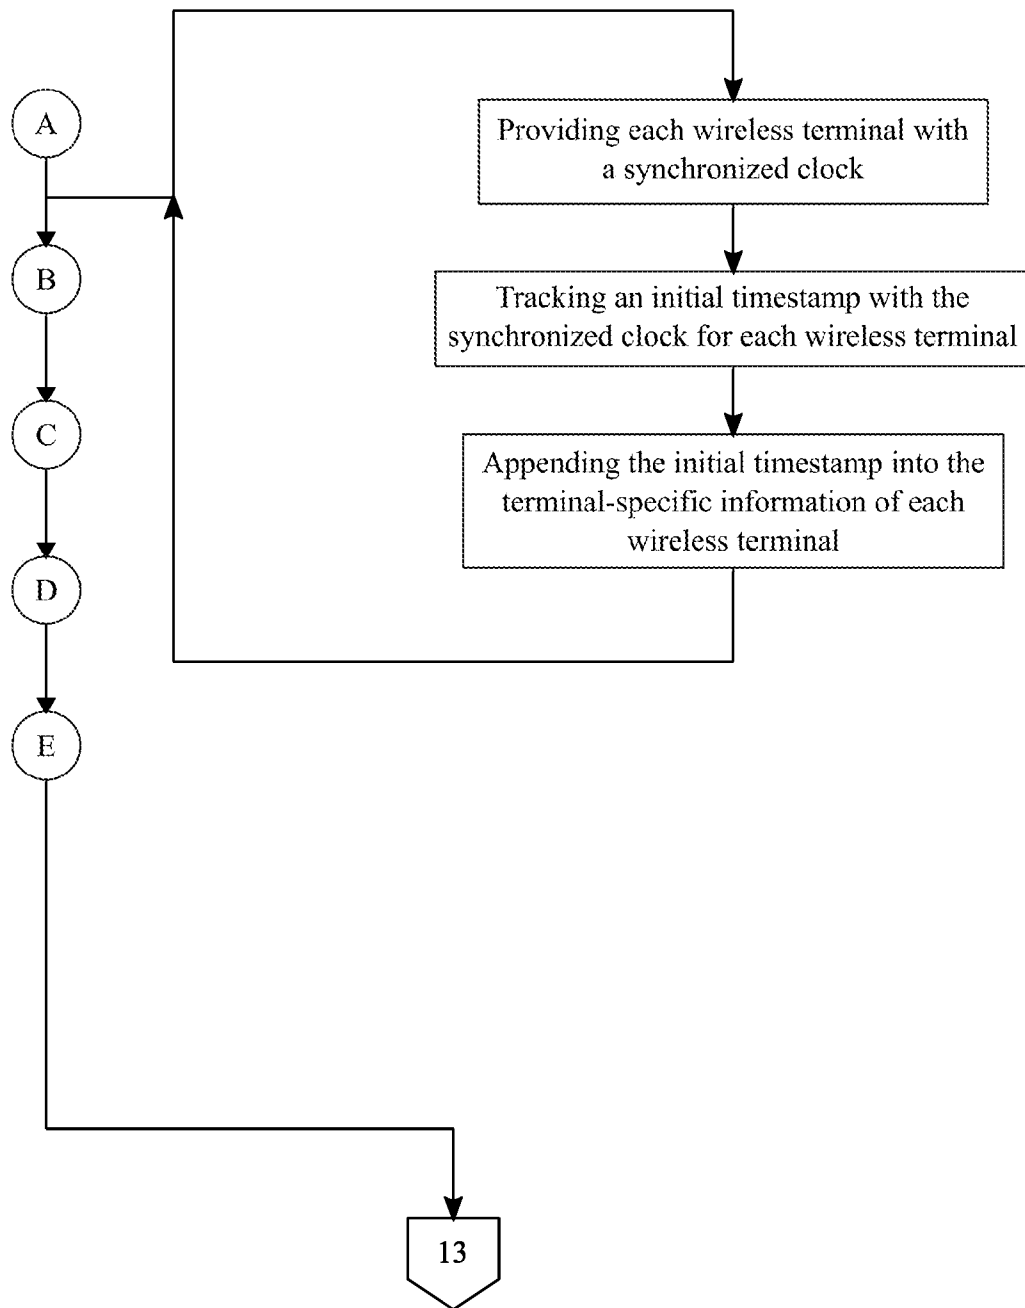 A
Providing each wireless terminal with
a synchronized clock
B
Tracking an initial timestamp with the
synchronized clock for each wireless terminal
C
Appending the initial timestamp into the
terminal-specific information of each
wireless terminal
D
E
13